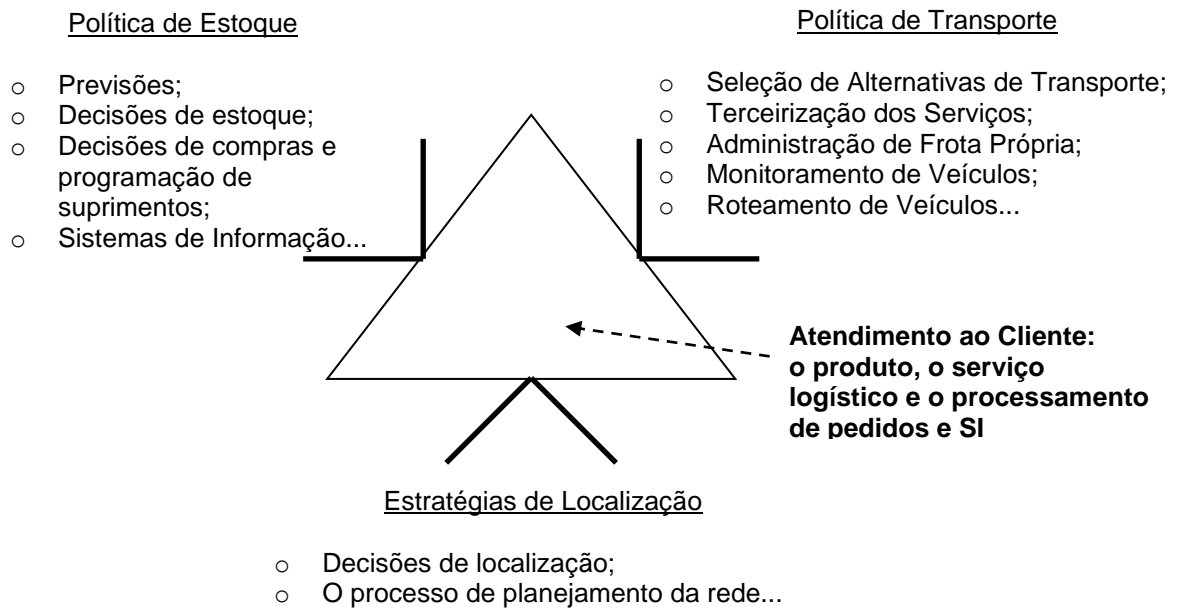 Política de Estoque
o Previsões;
o Decisões de estoque;
o Decisões de compras e
programação de
suprimentos;
o Sistemas de Informação...
Política de Transporte
o Seleção de Alternativas de Transporte;
o Terceirização dos Serviços;
o Administração de Frota Própria;
o Monitoramento de Veículos;
o Roteamento de Veículos...
Atendimento ao Cliente:
o produto, o serviço
logístico e o processamento
de pedidos e SI
Estratégias de Localização
o Decisões de localização;
o O processo de planejamento da rede...